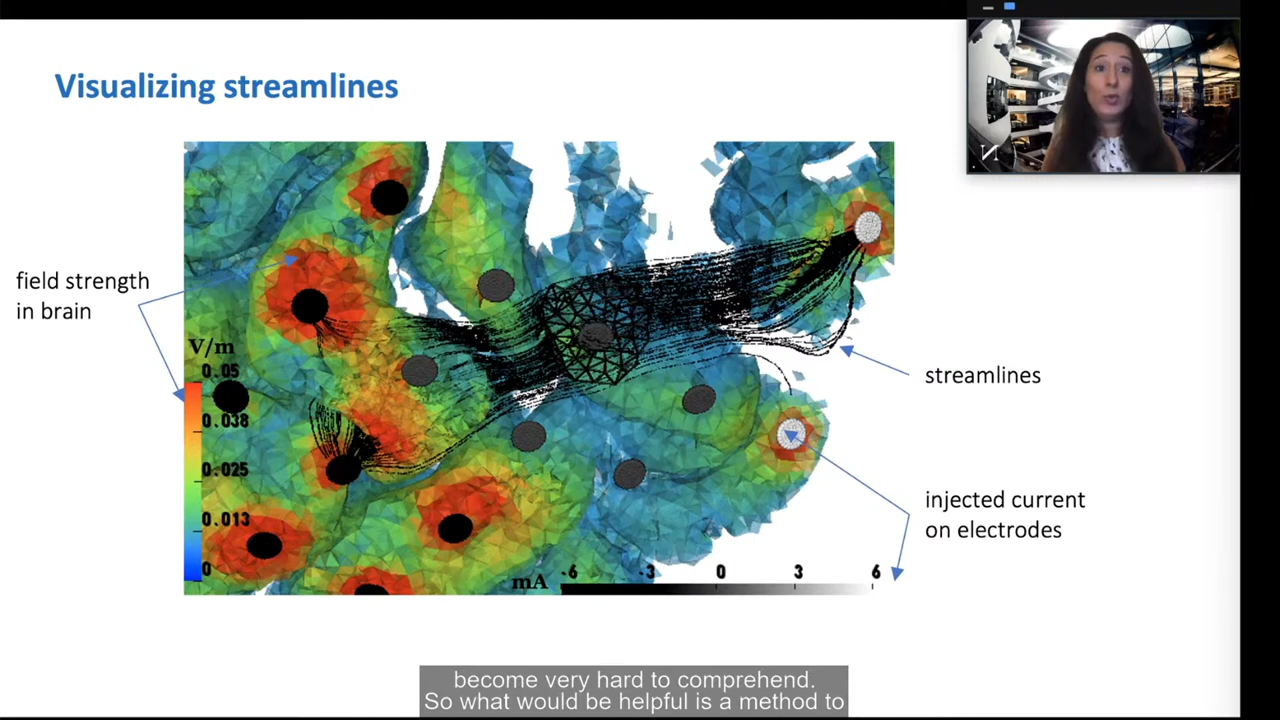 Visualizing streamlines
field strength
in brain
V/m
0.05
0.038
0.025
0.013
0
streamlines
injected current
on electrodes
mA
-6
-3
0
3
6
become very hard to comprehend.
So what would be helpful is a method to